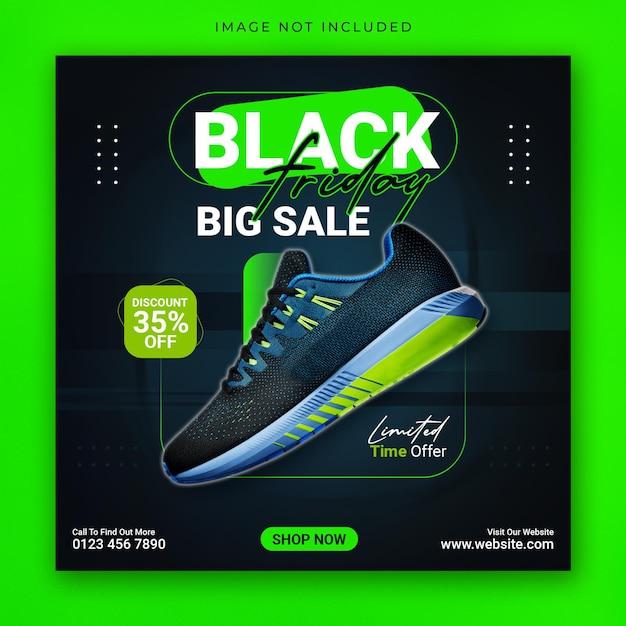 IMAGE NOT INCLUDED
BLACK
Friday
BIG SALE
DISCOUNT
35%
OFF
Limited
Time Offer
Call To Find Out More
0123 456 7890
SHOP NOW
Visit Our Website
www.website.com